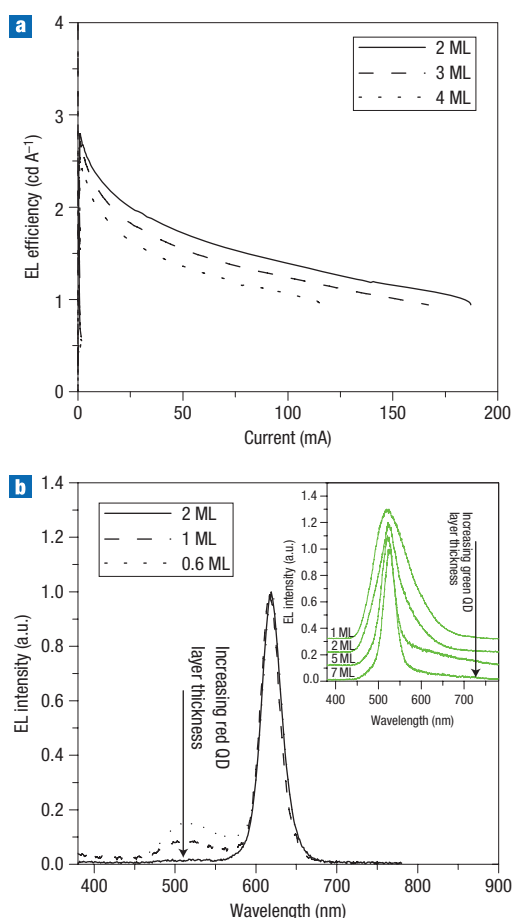 a
4
3
2
1
0
EL efficiency (cd A⁻¹)
2 ML
3 ML
4 ML
0
50
100
150
200
Current (mA)
b
1.4
1.2
1.0
0.8
0.6
0.4
0.2
0.0
EL intensity (a.u.)
2 ML
1 ML
0.6 ML
Increasing red QD
layer thickness
400
500
600
700
800
900
Wavelength (nm)
1.4
1.2
1.0
0.8
0.6
0.4
0.2
0.0
EL intensity (a.u.)
1 ML
2 ML
5 ML
7 ML
Increasing green QD
layer thickness
400
500
600
700
Wavelength (nm)